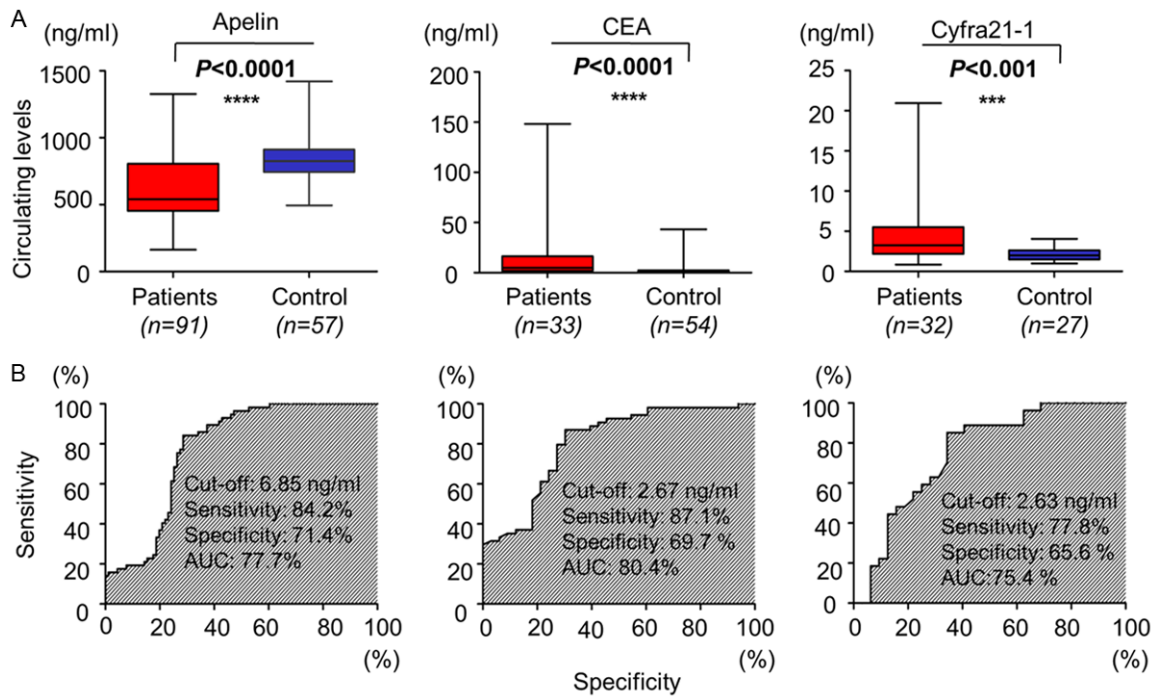 A
(ng/ml)
Apelin
P<0.0001
****
1500
1000
500
0
Circulating levels
Patients
(n=91)
Control
(n=57)
(ng/ml)
CEA
P<0.0001
****
200
150
100
50
0
Patients
(n=33)
Control
(n=54)
(ng/ml)
Cyfra21-1
P<0.001
***
25
20
15
10
5
0
Patients
(n=32)
Control
(n=27)
B
(%)
100
80
60
40
20
0
Sensitivity
Cut-off: 6.85 ng/ml
Sensitivity: 84.2%
Specificity: 71.4%
AUC: 77.7%
0 20 40 60 80 100
(%)
(%)
100
80
60
40
20
0
Cut-off: 2.67 ng/ml
Sensitivity: 87.1%
Specificity: 69.7 %
AUC: 80.4%
0 20 40 60 80 100
(%)
(%)
100
80
60
40
20
0
Cut-off: 2.63 ng/ml
Sensitivity: 77.8%
Specificity: 65.6 %
AUC:75.4 %
0 20 40 60 80 100
(%)
Specificity